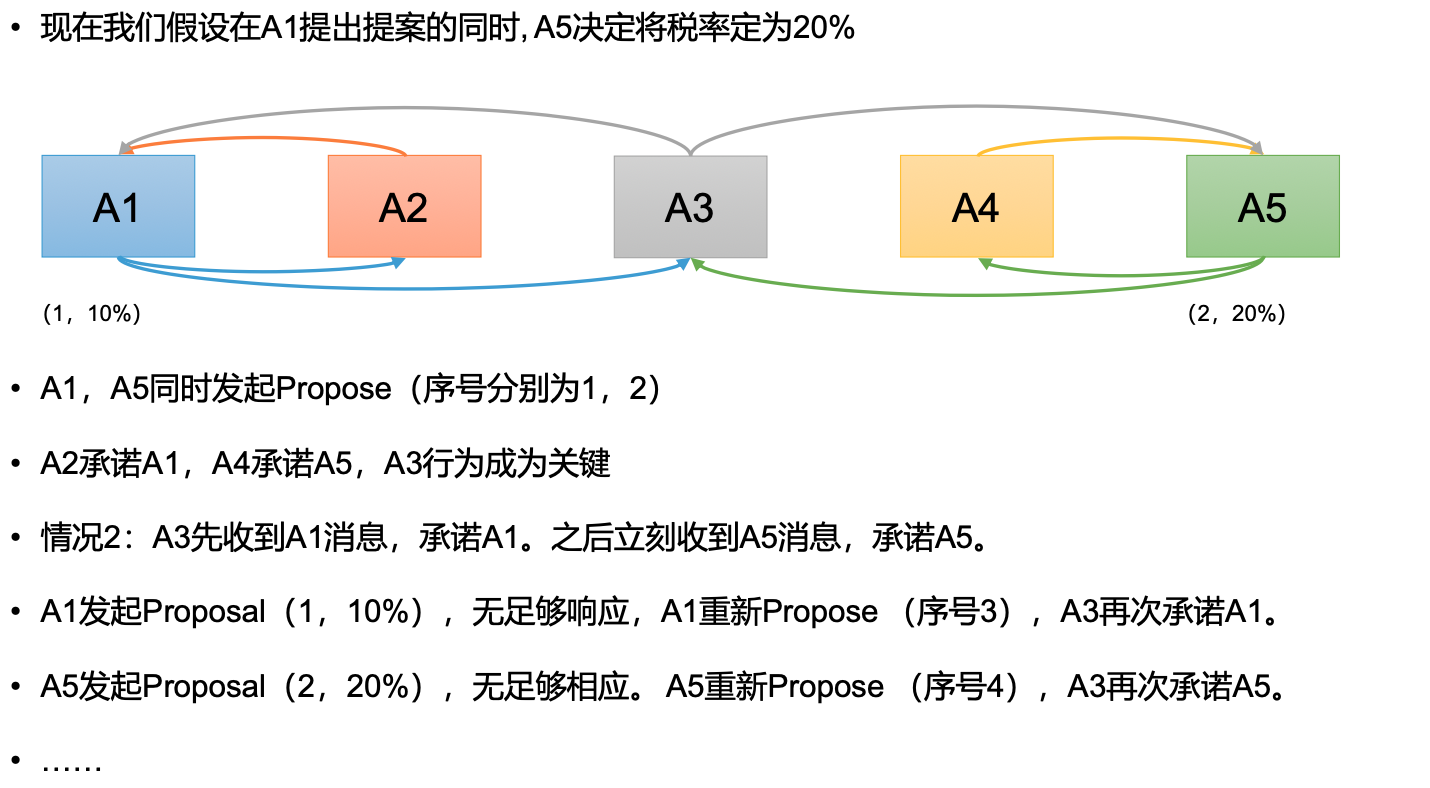 • 现在我们假设在A1提出提案的同时, A5决定将税率定为20%
A1 A2 A3 A4 A5
（1，10%） （2，20%）
• A1，A5同时发起Propose（序号分别为1，2）
• A2承诺A1，A4承诺A5，A3行为成为关键
• 情况2：A3先收到A1消息，承诺A1。之后立刻收到A5消息，承诺A5。
• A1发起Proposal（1，10%），无足够响应，A1重新Propose （序号3），A3再次承诺A1。
• A5发起Proposal（2，20%），无足够相应。 A5重新Propose （序号4），A3再次承诺A5。
• ……